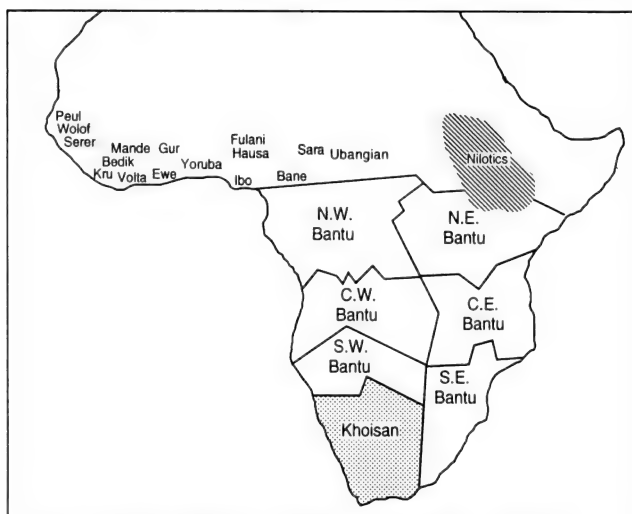 Peul
Wolof
Serer
Mande Gur
Bedik
Kru Volta Ewe Yoruba
Fulani
Hausa
Ibo
Bane
Sara Ubangian
Nilotics
N.W.
Bantu
N.E.
Bantu
C.W.
Bantu
C.E.
Bantu
S.W.
Bantu
S.E.
Bantu
Khoisan